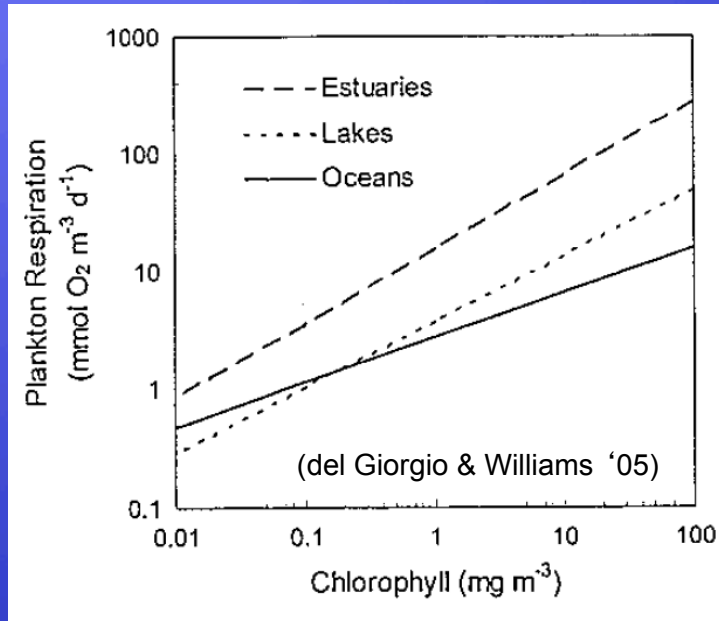 1000
100
10
1
0.1
Plankton Respiration
(mmol O₂ m⁻³ d⁻¹)
Estuaries
Lakes
Oceans
(del Giorgio & Williams ‘05)
0.01 0.1 1 10 100
Chlorophyll (mg m⁻³)